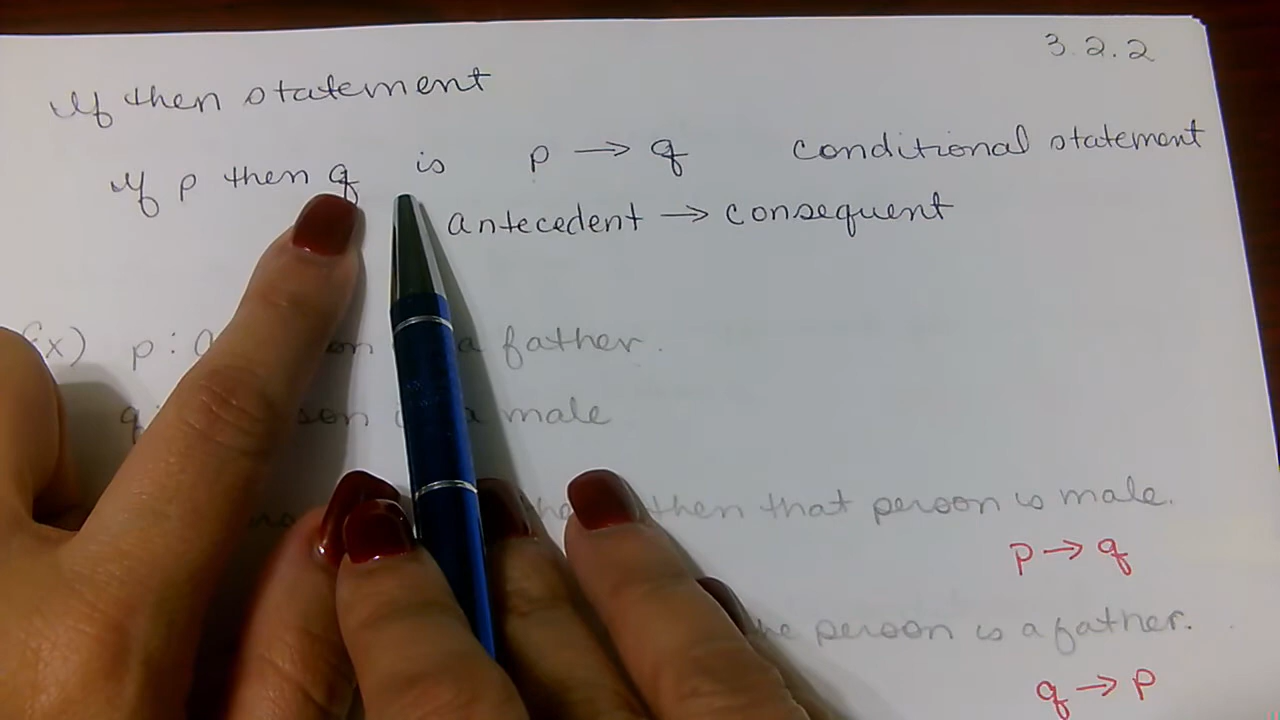 3.2.2
If then statement
If p then q is p → q conditional statement
antecedent → consequent
p: a father.
male
then that person is male.
p → q
person is a father.
q → p